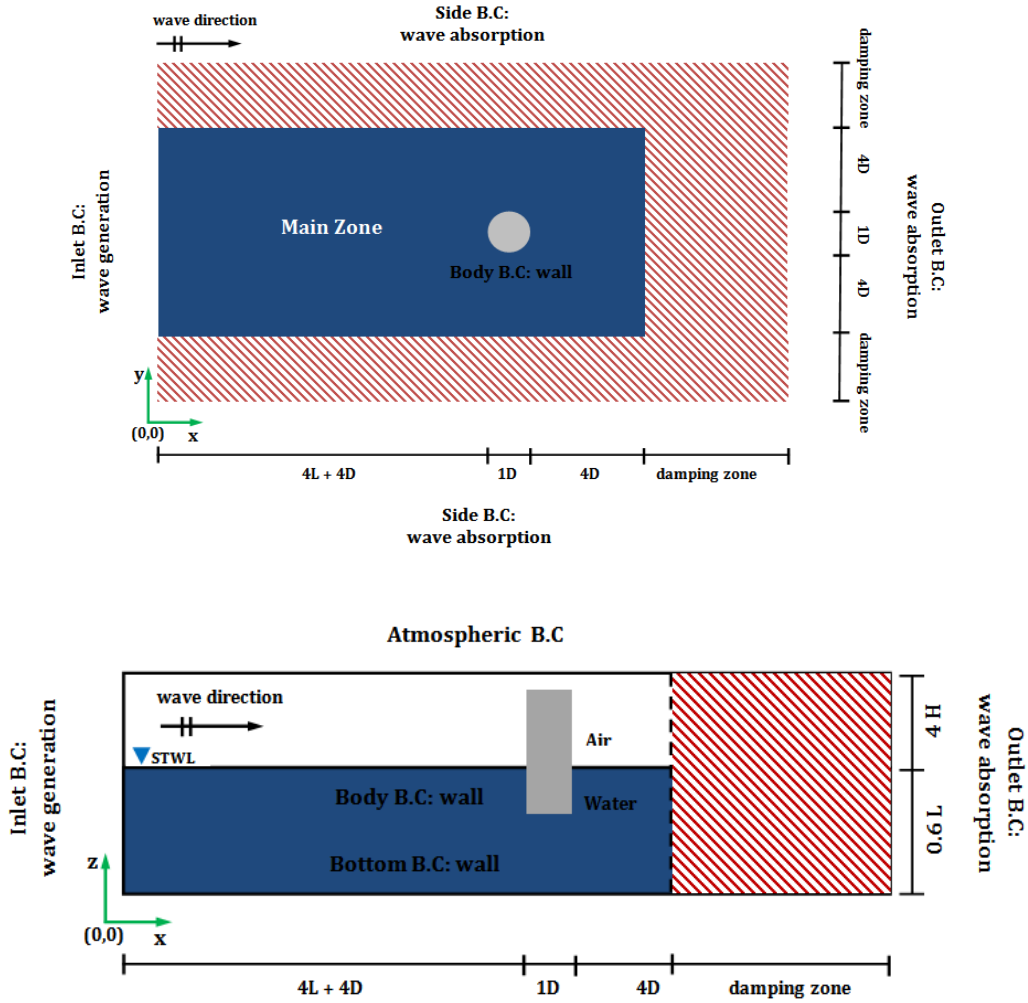 Side B.C:
wave absorption
wave direction
Inlet B.C:
wave generation
Main Zone
Body B.C: wall
damping zone
4D
1D
4D
damping zone
Outlet B.C:
wave absorption
y
(0,0)
x
4L + 4D
1D
4D
damping zone
Side B.C:
wave absorption
Atmospheric B.C
Inlet B.C:
wave generation
wave direction
STWL
Air
Body B.C: wall
Water
Bottom B.C: wall
4 H
0.6 L
Outlet B.C:
wave absorption
z
(0,0)
x
4L + 4D
1D
4D
damping zone